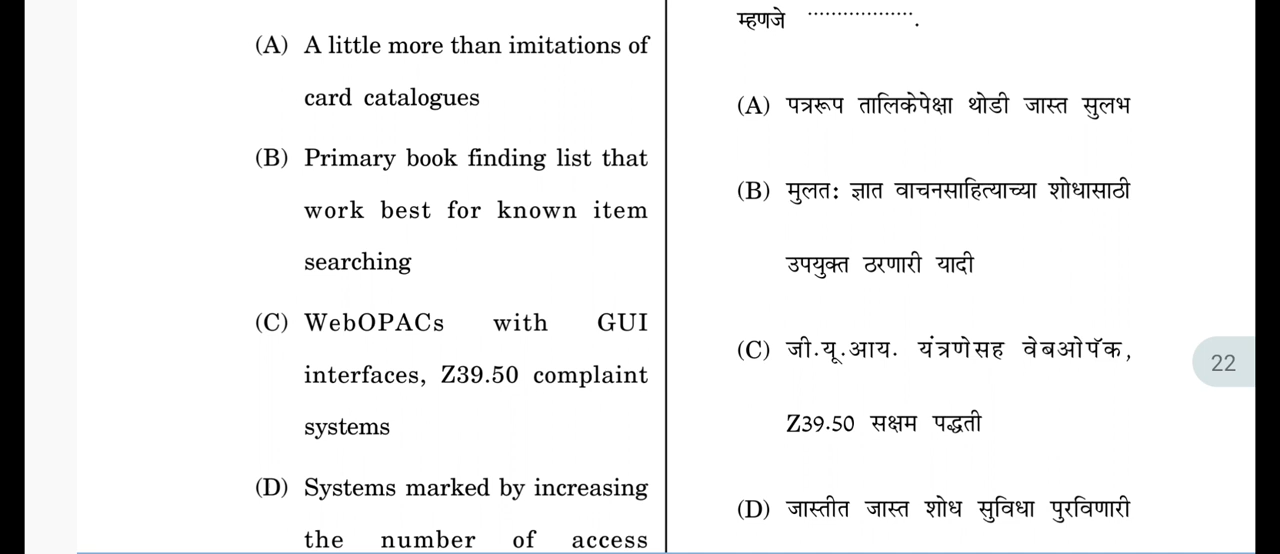 (A) A little more than imitations of
card catalogues
(B) Primary book finding list that
work best for known item
searching
(C) WebOPACs with GUI
interfaces, Z39.50 complaint
systems
(D) Systems marked by increasing
the number of access
म्हणजे ··················.
(A) पत्ररूप तालिकेपेक्षा थोडी जास्त सुलभ
(B) मुलत: ज्ञात वाचनसाहित्याच्या शोधासाठी
उपयुक्त ठरणारी यादी
(C) जी.यू.आय. यंत्रणेसह वेबओपॅक,
Z39.50 सक्षम पद्धती
(D) जास्तीत जास्त शोध सुविधा पुरविणारी
22